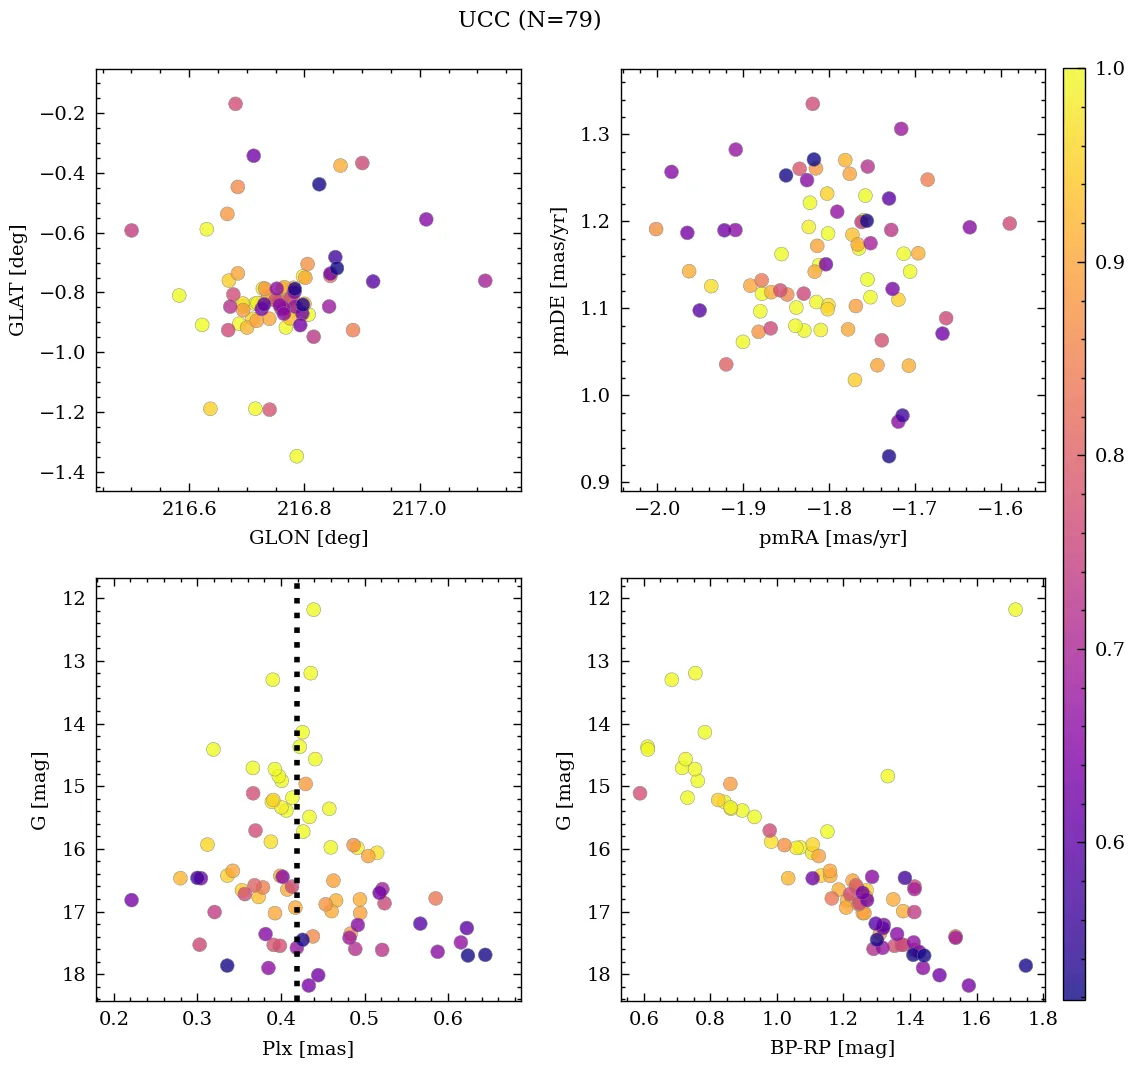 UCC (N=79)
−0.2
−0.4
−0.6
−0.8
−1.0
−1.2
−1.4
GLAT [deg]
216.6 216.8 217.0
GLON [deg]
1.3
1.2
1.1
1.0
0.9
pmDE [mas/yr]
−2.0 −1.9 −1.8 −1.7 −1.6
pmRA [mas/yr]
12
13
14
15
16
17
18
G [mag]
0.2 0.3 0.4 0.5 0.6
Plx [mas]
12
13
14
15
16
17
18
G [mag]
0.6 0.8 1.0 1.2 1.4 1.6 1.8
BP-RP [mag]
1.0
0.9
0.8
0.7
0.6